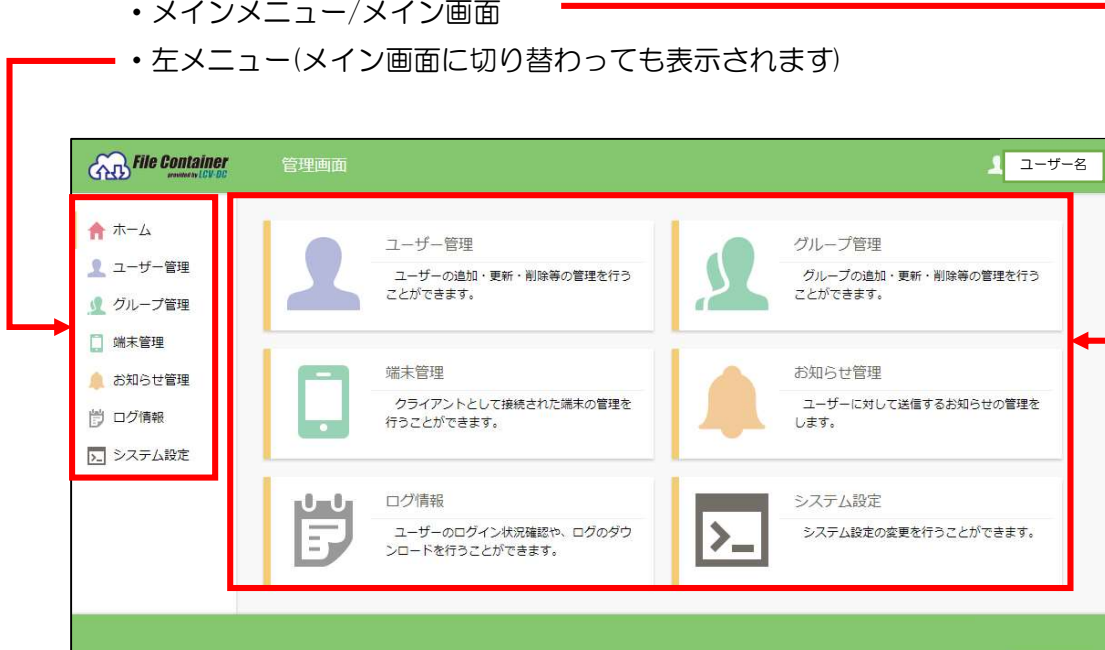 ・メインメニュー/メイン画面
・左メニュー(メイン画面に切り替わっても表示されます)
File Container
provided by LCV-DC
管理画面
ユーザー名
ホーム
ユーザー管理
グループ管理
端末管理
お知らせ管理
ログ情報
システム設定
ユーザー管理
ユーザーの追加・更新・削除等の管理を行う
ことができます。
グループ管理
グループの追加・更新・削除等の管理を行う
ことができます。
端末管理
クライアントとして接続された端末の管理を
行うことができます。
お知らせ管理
ユーザーに対して送信するお知らせの管理を
します。
ログ情報
ユーザーのログイン状況確認や、ログのダウ
ンロードを行うことができます。
システム設定
システム設定の変更を行うことができます。